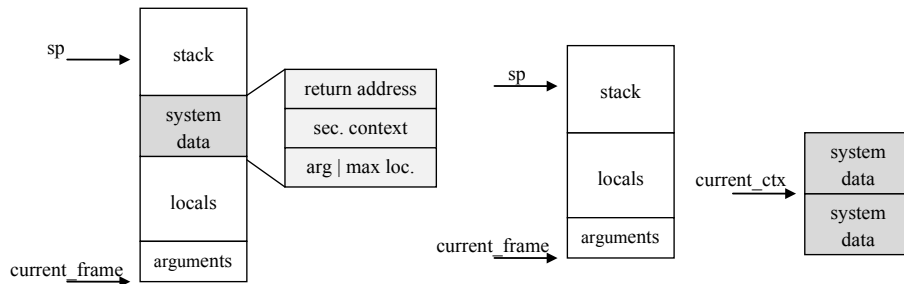 sp
stack
system
data
locals
arguments
current_frame
return address
sec. context
arg | max loc.
sp
stack
locals
arguments
current_frame
current_ctx
system
data
system
data